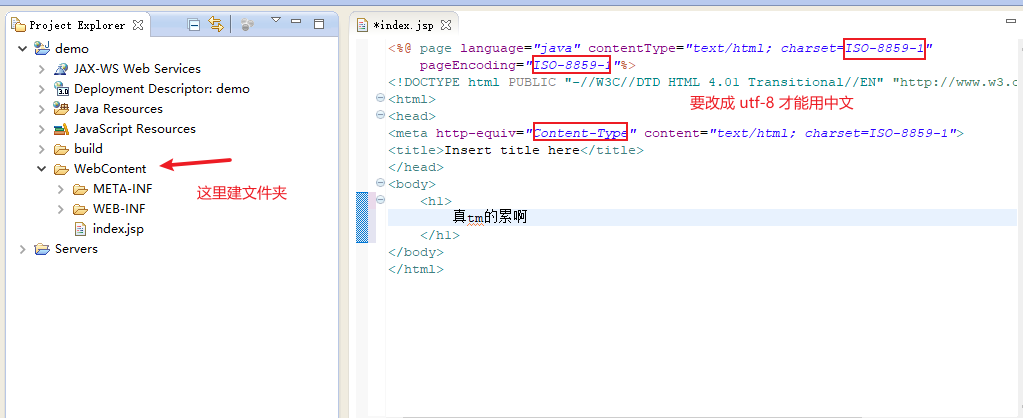 Project Explorer
demo
JAX-WS Web Services
Deployment Descriptor: demo
Java Resources
JavaScript Resources
build
WebContent
META-INF
WEB-INF
index.jsp
Servers
这里建文件夹
*index.jsp
<%@ page language="java" contentType="text/html; charset=ISO-8859-1"
pageEncoding="ISO-8859-1"%>
<!DOCTYPE html PUBLIC "-//W3C//DTD HTML 4.01 Transitional//EN" "http://www.w3.o
<html>
要改成 utf-8 才能用中文
<head>
<meta http-equiv="Content-Type" content="text/html; charset=ISO-8859-1">
<title>Insert title here</title>
</head>
<body>
<h1>
真tm的累啊
</h1>
</body>
</html>